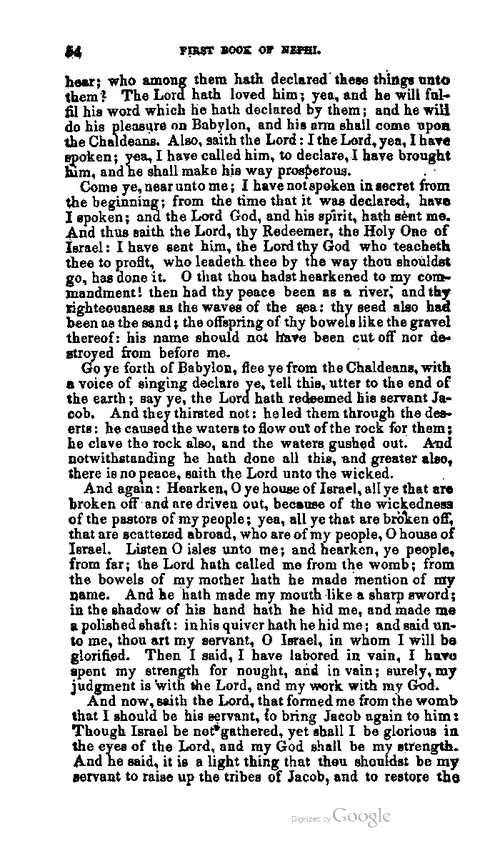 54 FIRST BOOK OF NEPHI.
hear; who among them hath declared these things unto
them? The Lord hath loved him; yea, and he will ful-
fil his word which he hath declared by them; and he will
do his pleasure on Babylon, and his arm shall come upon
the Chaldeans. Also, saith the Lord: I the Lord, yea, I have
spoken; yea, I have called him, to declare, I have brought
him, and he shall make his way prosperous.
Come ye, near unto me; I have not spoken in secret from
the beginning; from the time that it was declared, have
I spoken; and the Lord God, and his spirit, hath sent me.
And thus saith the Lord, thy Redeemer, the Holy One of
Israel: I have sent him, the Lord thy God who teacheth
thee to profit, who leadeth thee by the way thou shouldst
go, has done it. O that thou hadst hearkened to my com-
mandment! then had thy peace been as a river, and thy
righteousness as the waves of the sea: thy seed also had
been as the sand; the offspring of thy bowels like the gravel
thereof: his name should not have been cut off nor de-
stroyed from before me.
Go ye forth of Babylon, flee ye from the Chaldeans, with
a voice of singing declare ye, tell this, utter to the end of
the earth; say ye, the Lord hath redeemed his servant Ja-
cob. And they thirsted not: he led them through the des-
erts: he caused the waters to flow out of the rock for them;
he clave the rock also, and the waters gushed out. And
notwithstanding he hath done all this, and greater also,
there is no peace, saith the Lord unto the wicked.
And again: Hearken, O ye house of Israel, all ye that are
broken off and are driven out, because of the wickedness
of the pastors of my people; yea, all ye that are broken off,
that are scattered abroad, who are of my people, O house of
Israel. Listen O isles unto me; and hearken, ye people,
from far; the Lord hath called me from the womb; from
the bowels of my mother hath he made mention of my
name. And he hath made my mouth like a sharp sword;
in the shadow of his hand hath he hid me, and made me
a polished shaft: in his quiver hath he hid me; and said un-
to me, thou art my servant, O Israel, in whom I will be
glorified. Then I said, I have labored in vain, I have
spent my strength for nought, and in vain; surely, my
judgment is with the Lord, and my work with my God.
And now, saith the Lord, that formed me from the womb
that I should be his servant, to bring Jacob again to him:
Though Israel be not gathered, yet shall I be glorious in
the eyes of the Lord, and my God shall be my strength.
And he said, it is a light thing that thou shouldst be my
servant to raise up the tribes of Jacob, and to restore the
Digitized by Google